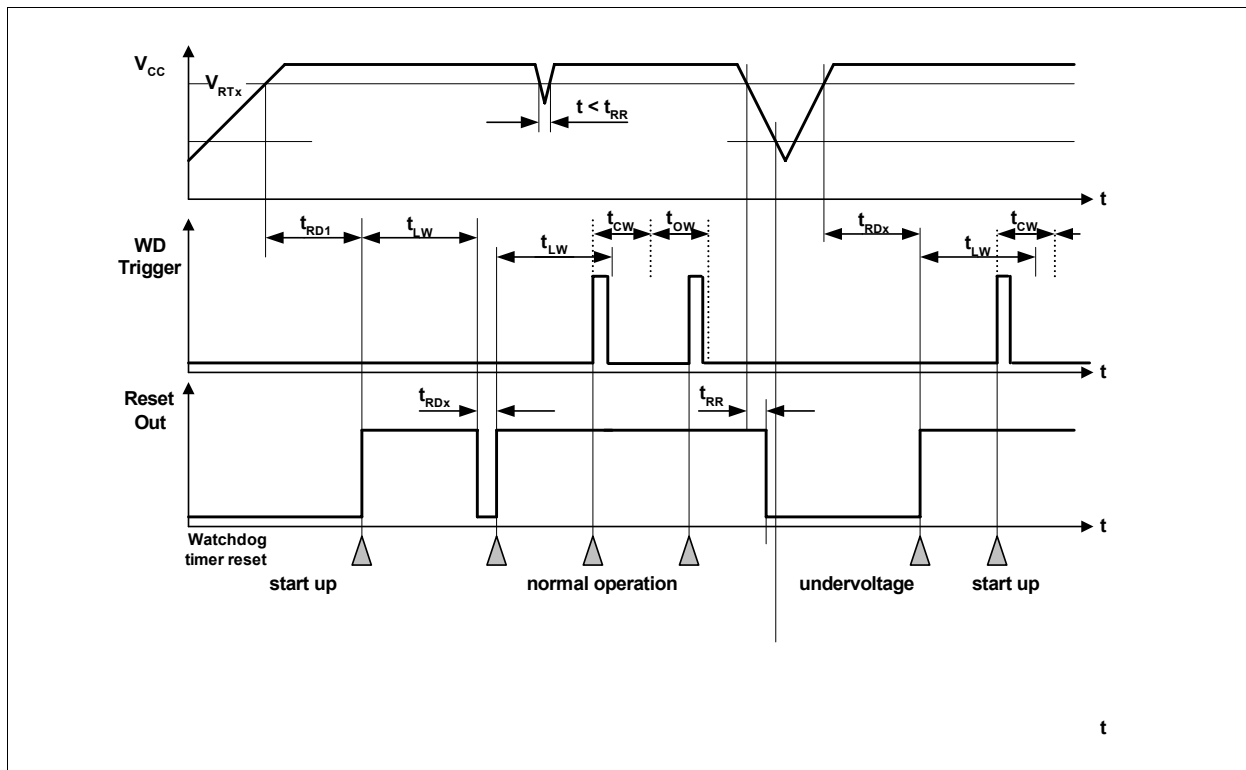 V_CC
V_RTx
t < t_RR
t
t_RD1
t_LW
t_CW
t_OW
t_CW
t_LW
t_RDx
t_LW
WD
Trigger
t
Reset
Out
t_RDx
t_RR
t
Watchdog
timer reset
start up
normal operation
undervoltage
start up
t